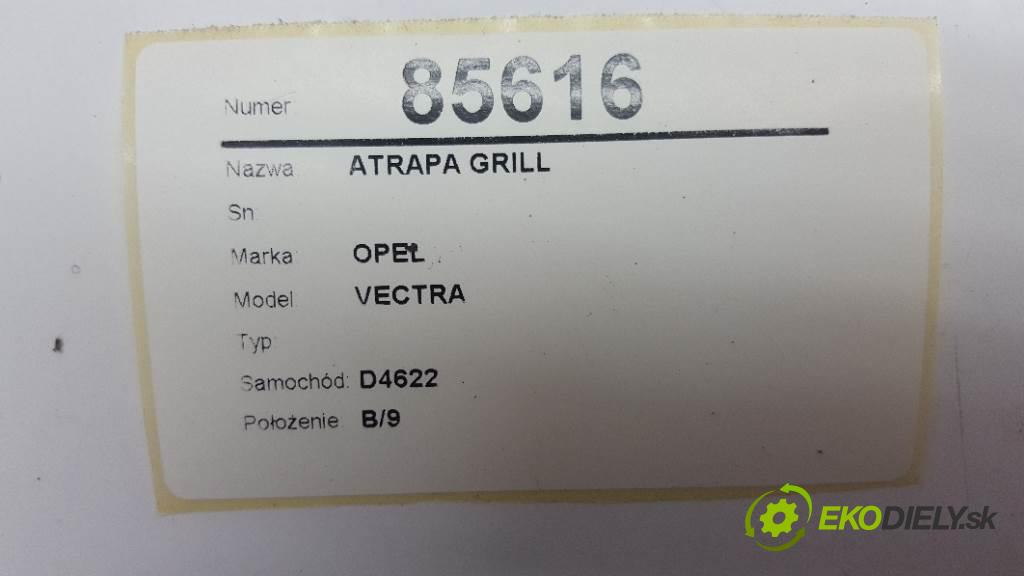 Numer 85616
Nazwa ATRAPA GRILL
Sn
Marka OPEL
Model VECTRA
Typ
Samochód: D4622
Położenie B/9
EKODIELY.sk